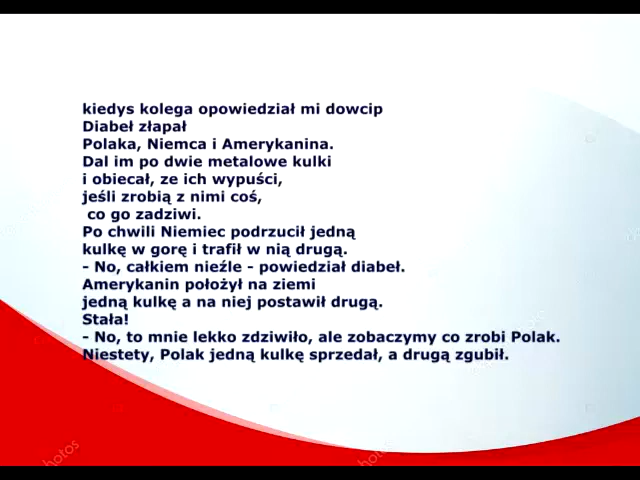 kiedys kolega opowiedział mi dowcip
Diabeł złapał
Polaka, Niemca i Amerykanina.
Dal im po dwie metalowe kulki
i obiecał, ze ich wypuści,
jeśli zrobią z nimi coś,
co go zadziwi.
Po chwili Niemiec podrzucił jedną
kulkę w gorę i trafił w nią drugą.
- No, całkiem nieźle - powiedział diabeł.
Amerykanin położył na ziemi
jedną kulkę a na niej postawił drugą.
Stała!
- No, to mnie lekko zdziwiło, ale zobaczymy co zrobi Polak.
Niestety, Polak jedną kulkę sprzedał, a drugą zgubił.